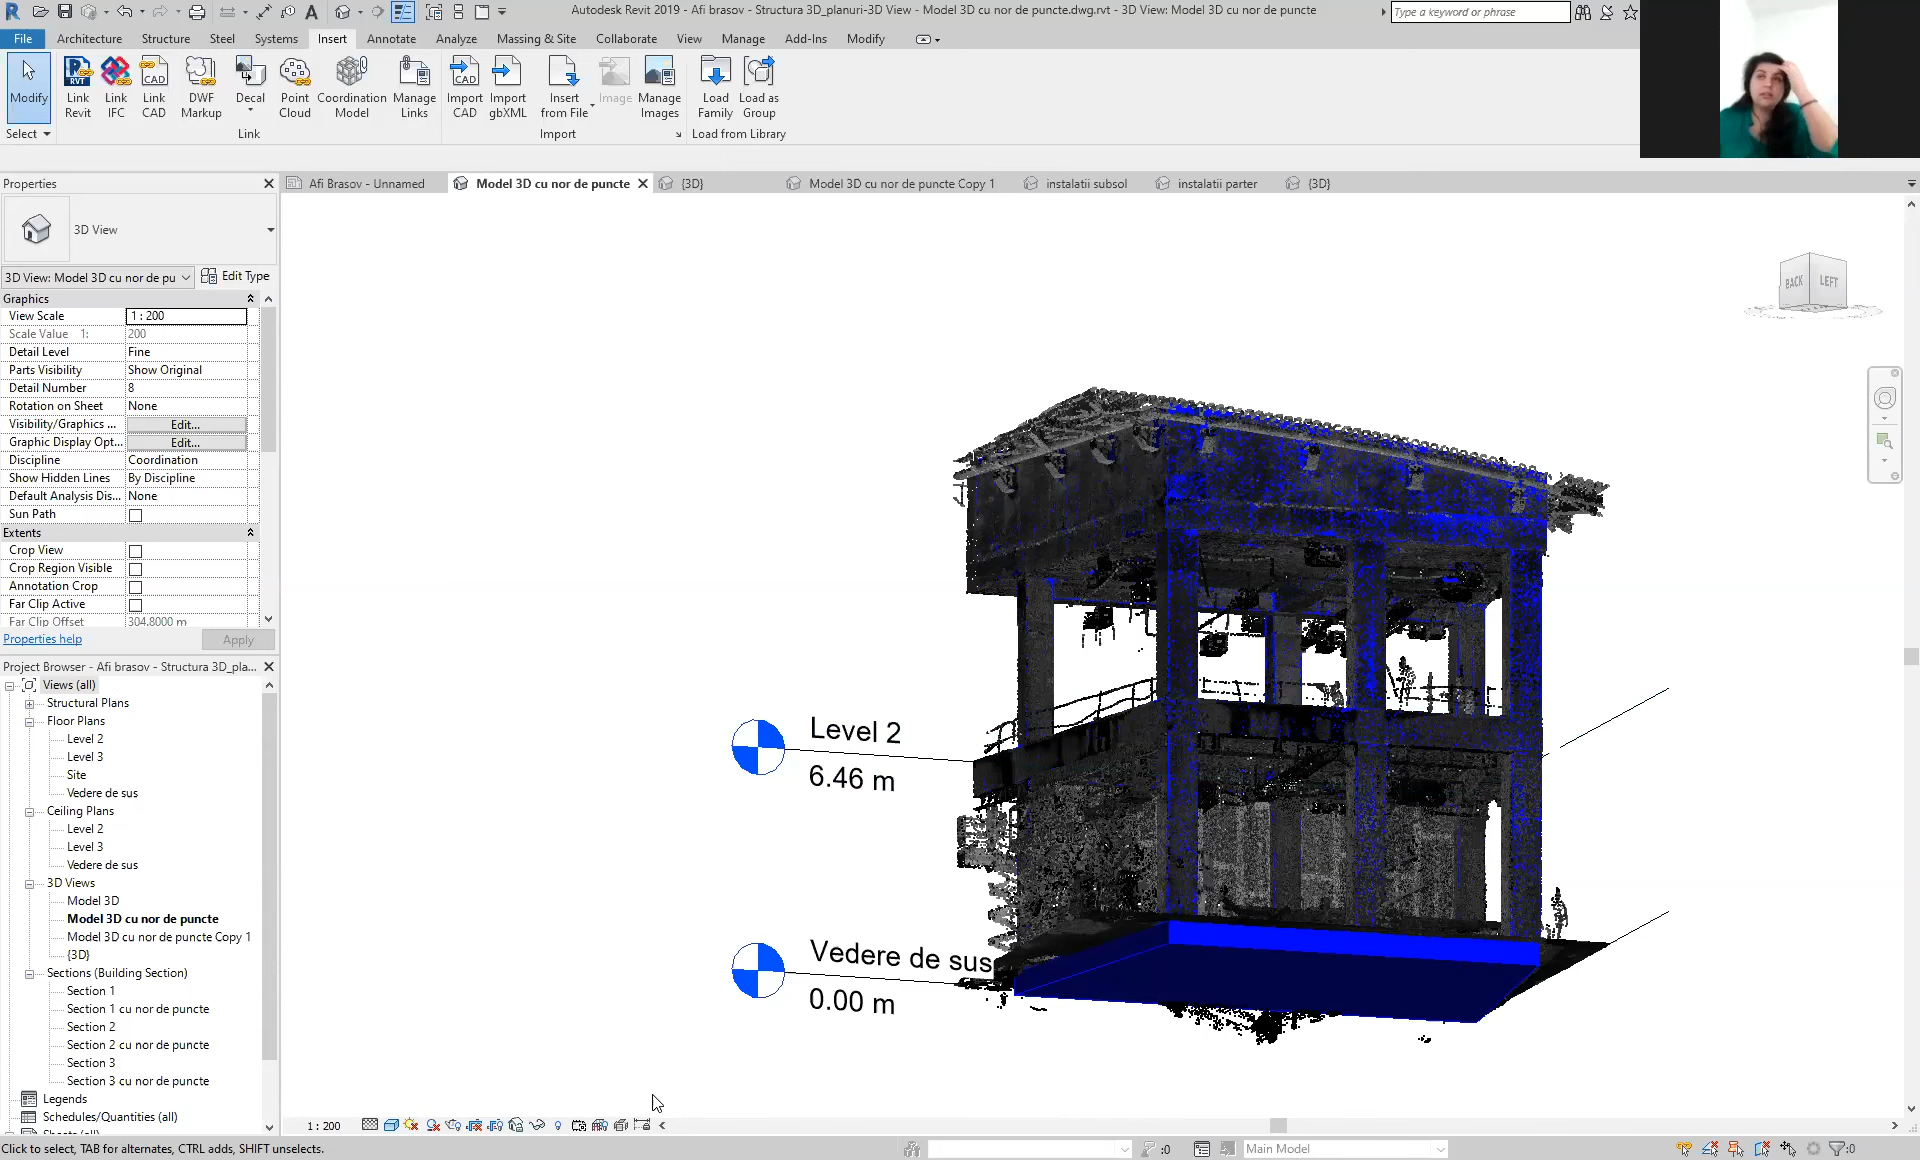 Autodesk Revit 2019 - Afi brasov - Structura 3D_planuri-3D View - Model 3D cu nor de puncte.dwg.rvt - 3D View: Model 3D cu nor de puncte
Type a keyword or phrase
File Architecture Structure Steel Systems Insert Annotate Analyze Massing & Site Collaborate View Manage Add-Ins Modify
Modify
Link Revit
Link IFC
Link CAD
DWF Markup
Decal
Point Cloud
Coordination Model
Manage Links
Import CAD
Import gbXML
Insert from File
Image
Manage Images
Load Family
Load as Group
Select Link Import Load from Library
Properties
Afi Brasov - Unnamed
Model 3D cu nor de puncte
{3D}
Model 3D cu nor de puncte Copy 1
instalatii subsol
instalatii parter
{3D}
3D View
3D View: Model 3D cu nor de pu
Edit Type
Graphics
View Scale 1 : 200
Scale Value 1: 200
Detail Level Fine
Parts Visibility Show Original
Detail Number 8
Rotation on Sheet None
Visibility/Graphics ... Edit...
Graphic Display Opt... Edit...
Discipline Coordination
Show Hidden Lines By Discipline
Default Analysis Dis... None
Sun Path
Extents
Crop View
Crop Region Visible
Annotation Crop
Far Clip Active
Far Clip Offset 304.8000 m
Properties help Apply
Project Browser - Afi brasov - Structura 3D_pla...
Views (all)
Structural Plans
Floor Plans
Level 2
Level 3
Site
Vedere de sus
Ceiling Plans
Level 2
Level 3
Vedere de sus
3D Views
Model 3D
Model 3D cu nor de puncte
Model 3D cu nor de puncte Copy 1
{3D}
Sections (Building Section)
Section 1
Section 1 cu nor de puncte
Section 2
Section 2 cu nor de puncte
Section 3
Section 3 cu nor de puncte
Legends
Schedules/Quantities (all)
Sheets (all)
BACK LEFT
Level 2
6.46 m
Vedere de sus
0.00 m
1 : 200
Click to select, TAB for alternates, CTRL adds, SHIFT unselects.
:0
Main Model
:0